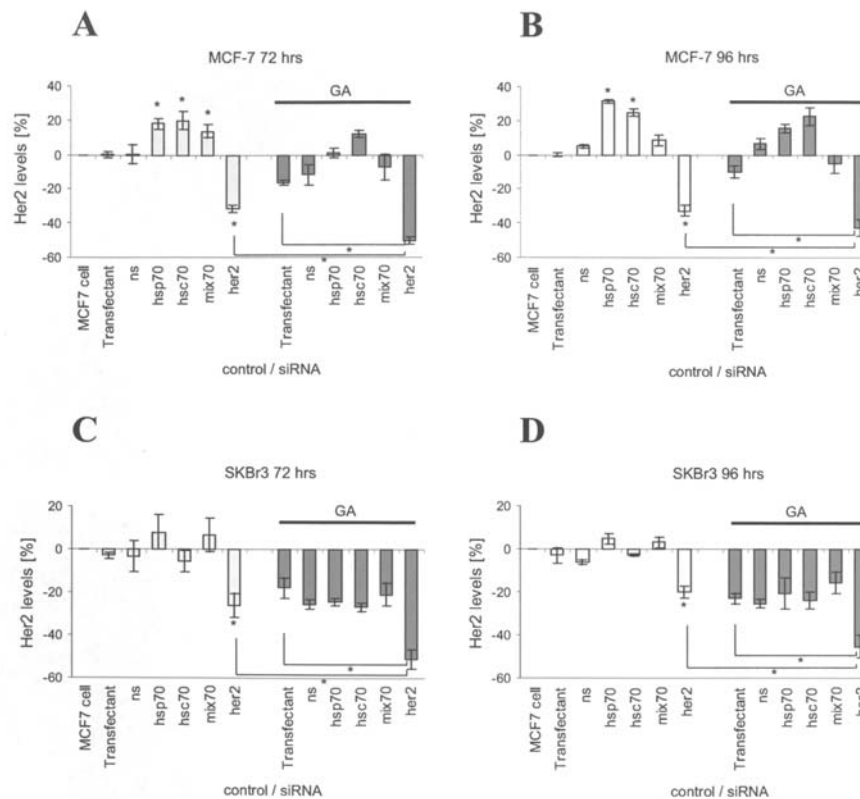 A
MCF-7 72 hrs
GA
Her2 levels [%]
40
20
0
-20
-40
-60
* * *
*
*
*
MCF7 cell
Transfectant
ns
hsp70
hsc70
mix70
her2
Transfectant
ns
hsp70
hsc70
mix70
her2
control / siRNA
B
MCF-7 96 hrs
GA
Her2 levels [%]
40
20
0
-20
-40
-60
* *
*
*
*
MCF7 cell
Transfectant
ns
hsp70
hsc70
mix70
her2
Transfectant
ns
hsp70
hsc70
mix70
her2
control / siRNA
C
SKBr3 72 hrs
GA
Her2 levels [%]
20
0
-20
-40
-60
*
*
*
MCF7 cell
Transfectant
ns
hsp70
hsc70
mix70
her2
Transfectant
ns
hsp70
hsc70
mix70
her2
control / siRNA
D
SKBr3 96 hrs
GA
Her2 levels [%]
20
0
-20
-40
-60
*
*
*
MCF7 cell
Transfectant
ns
hsp70
hsc70
mix70
her2
Transfectant
ns
hsp70
hsc70
mix70
her2
control / siRNA